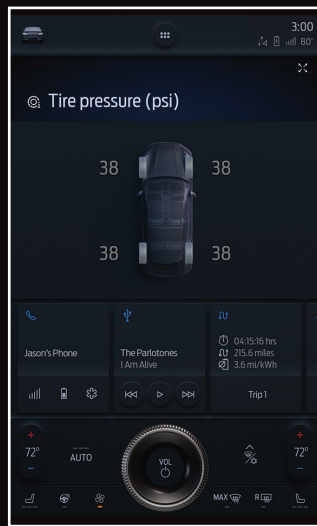 3:00
80°
Tire pressure (psi)
38 38
38 38
Jason's Phone
The Parlotones
I Am Alive
04:15:16 hrs
215.6 miles
3.6 mi/kWh
Trip 1
72°
AUTO
VOL
72°
MAX
R